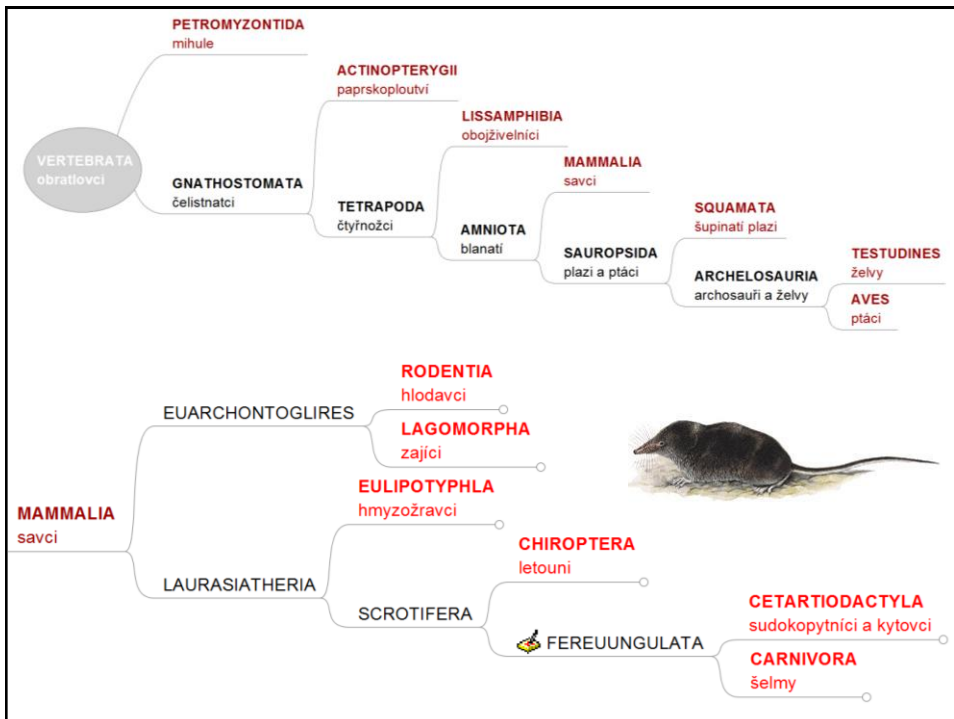 PETROMYZONTIDA
mihule
ACTINOPTERYGII
paprskoploutví
LISSAMPHIBIA
obojživelníci
VERTEBRATA
obratlovci
MAMMALIA
savci
GNATHOSTOMATA
čelistnatci
TETRAPODA
čtyřnožci
SQUAMATA
šupinatí plazi
AMNIOTA
blanatí
SAUROPSIDA
plazi a ptáci
TESTUDINES
želvy
ARCHELOSAURIA
archosauři a želvy
AVES
ptáci
RODENTIA
hlodavci
EUARCHONTOGLIRES
LAGOMORPHA
zajíci
EULIPOTYPHLA
hmyzožravci
MAMMALIA
savci
CHIROPTERA
letouni
LAURASIATHERIA
SCROTIFERA
CETARTIODACTYLA
sudokopytníci a kytovci
FEREUUNGULATA
CARNIVORA
šelmy